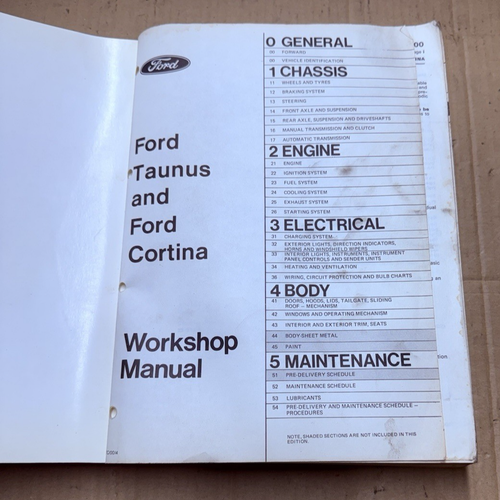 Ford
Ford
Taunus
and
Ford
Cortina
Workshop
Manual
0 GENERAL
00 FORWARD
00 VEHICLE IDENTIFICATION
1 CHASSIS
11 WHEELS AND TYRES
12 BRAKING SYSTEM
13 STEERING
14 FRONT AXLE AND SUSPENSION
15 REAR AXLE, SUSPENSION AND DRIVESHAFTS
16 MANUAL TRANSMISSION AND CLUTCH
17 AUTOMATIC TRANSMISSION
2 ENGINE
21 ENGINE
22 IGNITION SYSTEM
23 FUEL SYSTEM
24 COOLING SYSTEM
25 EXHAUST SYSTEM
26 STARTING SYSTEM
3 ELECTRICAL
31 CHARGING SYSTEM
32 EXTERIOR LIGHTS, DIRECTION INDICATORS,
HORNS AND WINDSHIELD WIPERS
33 INTERIOR LIGHTS, INSTRUMENTS, INSTRUMENT
PANEL CONTROLS AND SENDER UNITS
34 HEATING AND VENTILATION
36 WIRING, CIRCUIT PROTECTION AND BULB CHARTS
4 BODY
41 DOORS, HOODS, LIDS, TAILGATE, SLIDING
ROOF – MECHANISM
42 WINDOWS AND OPERATING MECHANISM
43 INTERIOR AND EXTERIOR TRIM, SEATS
44 BODY-SHEET METAL
45 PAINT
5 MAINTENANCE
51 PRE-DELIVERY SCHEDULE
52 MAINTENANCE SCHEDULE
53 LUBRICANTS
54 PRE-DELIVERY AND MAINTENANCE SCHEDULE –
PROCEDURES
NOTE, SHADED SECTIONS ARE NOT INCLUDED IN THIS
EDITION.